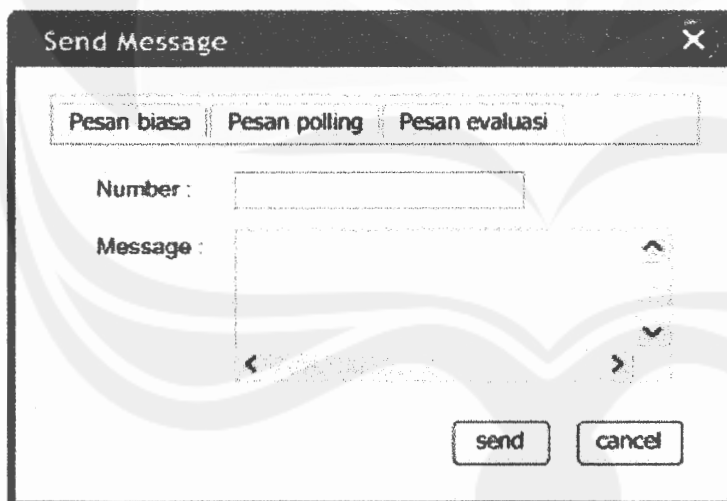 Send Message
Pesan biasa Pesan polling Pesan evaluasi
Number :
Message :
send cancel